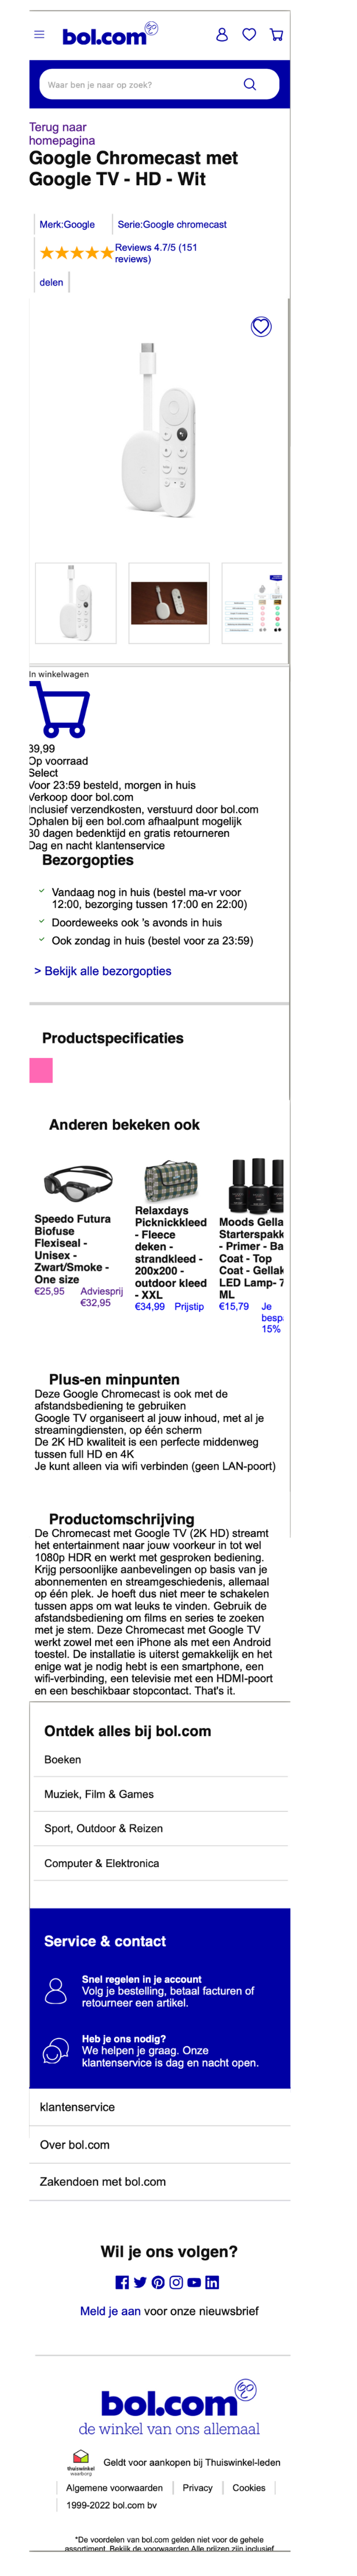 bol.com
Waar ben je naar op zoek?
Terug naar
homepagina
Google Chromecast met
Google TV - HD - Wit
Merk:Google
Serie:Google chromecast
Reviews 4.7/5 (151
reviews)
delen
In winkelwagen
39,99
Op voorraad
Select
Voor 23:59 besteld, morgen in huis
Verkoop door bol.com
Inclusief verzendkosten, verstuurd door bol.com
Ophalen bij een bol.com afhaalpunt mogelijk
30 dagen bedenktijd en gratis retourneren
Dag en nacht klantenservice
Bezorgopties
Vandaag nog in huis (bestel ma-vr voor
12:00, bezorging tussen 17:00 en 22:00)
Doordeweeks ook 's avonds in huis
Ook zondag in huis (bestel voor za 23:59)
> Bekijk alle bezorgopties
Productspecificaties
Anderen bekeken ook
Speedo Futura
Biofuse
Flexiseal -
Unisex -
Zwart/Smoke -
One size
€25,95 Adviesprij
€32,95
Relaxdays
Picknickkleed
- Fleece
deken -
strandkleed -
200x200 -
outdoor kleed
- XXL
€34,99 Prijstip
Moods Gella
Starterspakk
- Primer - Ba
Coat - Top
Coat - Gellak
LED Lamp- 7
ML
€15,79 Je
besp
15%
Plus-en minpunten
Deze Google Chromecast is ook met de
afstandsbediening te gebruiken
Google TV organiseert al jouw inhoud, met al je
streamingdiensten, op één scherm
De 2K HD kwaliteit is een perfecte middenweg
tussen full HD en 4K
Je kunt alleen via wifi verbinden (geen LAN-poort)
Productomschrijving
De Chromecast met Google TV (2K HD) streamt
het entertainment naar jouw voorkeur in tot wel
1080p HDR en werkt met gesproken bediening.
Krijg persoonlijke aanbevelingen op basis van je
abonnementen en streamgeschiedenis, allemaal
op één plek. Je hoeft dus niet meer te schakelen
tussen apps om wat leuks te vinden. Gebruik de
afstandsbediening om films en series te zoeken
met je stem. Deze Chromecast met Google TV
werkt zowel met een iPhone als met een Android
toestel. De installatie is uiterst gemakkelijk en het
enige wat je nodig hebt is een smartphone, een
wifi-verbinding, een televisie met een HDMI-poort
en een beschikbaar stopcontact. That's it.
Ontdek alles bij bol.com
Boeken
Muziek, Film & Games
Sport, Outdoor & Reizen
Computer & Elektronica
Service & contact
Snel regelen in je account
Volg je bestelling, betaal facturen of
retourneer een artikel.
Heb je ons nodig?
We helpen je graag. Onze
klantenservice is dag en nacht open.
klantenservice
Over bol.com
Zakendoen met bol.com
Wil je ons volgen?
Meld je aan voor onze nieuwsbrief
bol.com
de winkel van ons allemaal
thuiswinkel
waarborg
Geldt voor aankopen bij Thuiswinkel-leden
Algemene voorwaarden
Privacy
Cookies
1999-2022 bol.com bv
*De voordelen van bol.com gelden niet voor de gehele
assortiment. Bekijk de voorwaarden Alle prijzen zijn inclusief